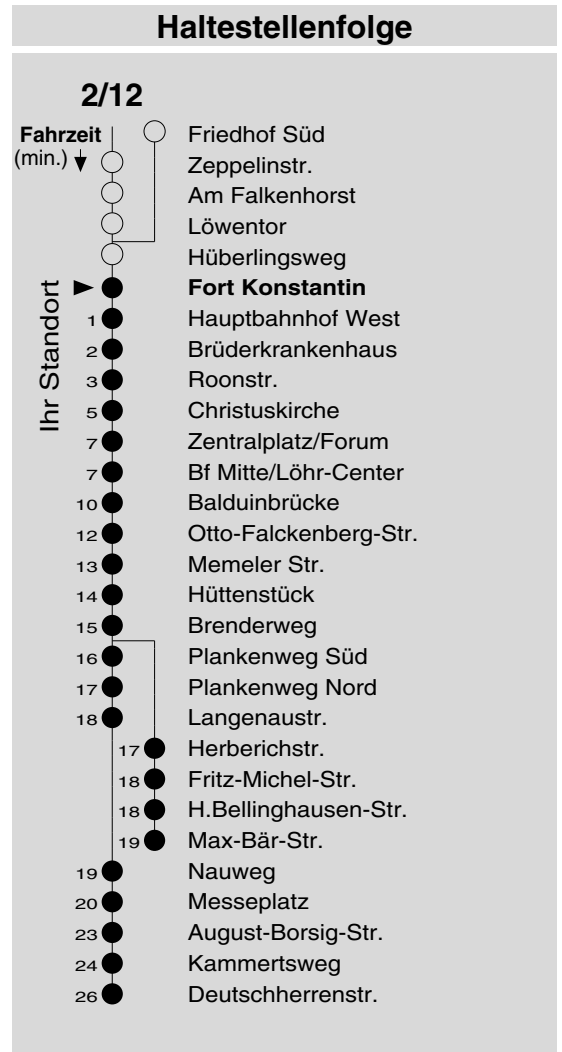 Haltestellenfolge
2/12
Fahrzeit
(min.)
Ihr Standort
Friedhof Süd
Zeppelinstr.
Am Falkenhorst
Löwentor
Hüberlingsweg
Fort Konstantin
1 Hauptbahnhof West
2 Brüderkrankenhaus
3 Roonstr.
5 Christuskirche
7 Zentralplatz/Forum
7 Bf Mitte/Löhr-Center
10 Balduinbrücke
12 Otto-Falckenberg-Str.
13 Memeler Str.
14 Hüttenstück
15 Brenderweg
16 Plankenweg Süd
17 Plankenweg Nord
18 Langenaustr.
17 Herberichstr.
18 Fritz-Michel-Str.
18 H.Bellinghausen-Str.
19 Max-Bär-Str.
19 Nauweg
20 Messeplatz
23 August-Borsig-Str.
24 Kammertsweg
26 Deutschherrenstr.